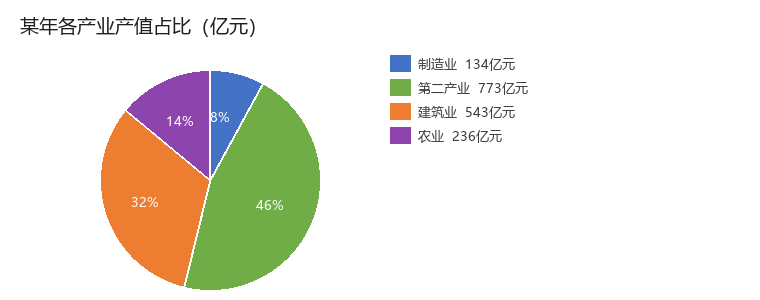 某年各产业产值占比（亿元）
制造业 134亿元
第二产业 773亿元
建筑业 543亿元
农业 236亿元
8%
14%
32%
46%